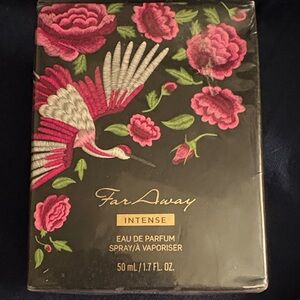 Far Away
INTENSE
EAU DE PARFUM
SPRAY/À VAPORISER
50 mL/1.7 FL. OZ.